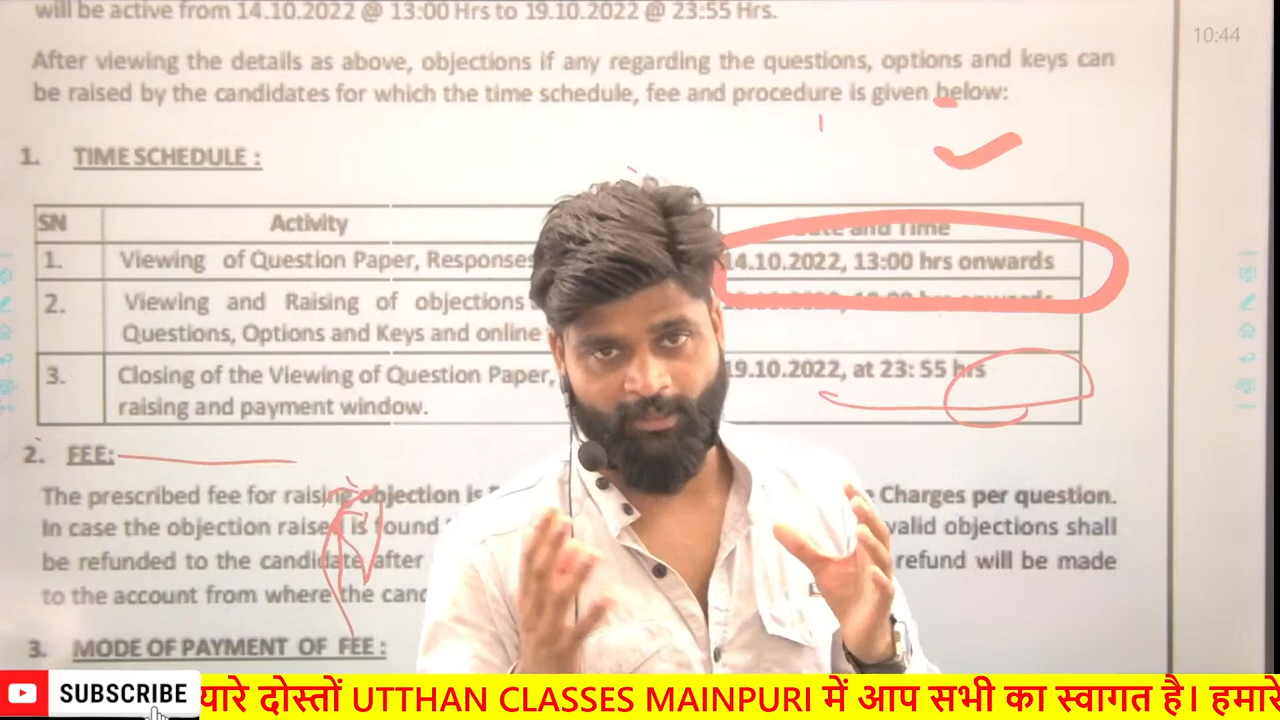 will be active from 14.10.2022 @ 13:00 Hrs to 19.10.2022 @ 23:55 Hrs.
10:44
After viewing the details as above, objections if any regarding the questions, options and keys can
be raised by the candidates for which the time schedule, fee and procedure is given below:
1. TIME SCHEDULE :
SN Activity and Time
1. Viewing of Question Paper, Responses 14.10.2022, 13:00 hrs onwards
2. Viewing and Raising of objections hrs onwards
Questions, Options and Keys and online
3. Closing of the Viewing of Question Paper, 19.10.2022, at 23: 55 hrs
raising and payment window.
2. FEE:
The prescribed fee for raising objection is Charges per question.
In case the objection raised is found valid objections shall
be refunded to the candidate after refund will be made
to the account from where the
3. MODE OF PAYMENT OF FEE :
SUBSCRIBE यारे दोस्तों UTTHAN CLASSES MAINPURI में आप सभी का स्वागत है। हमारे